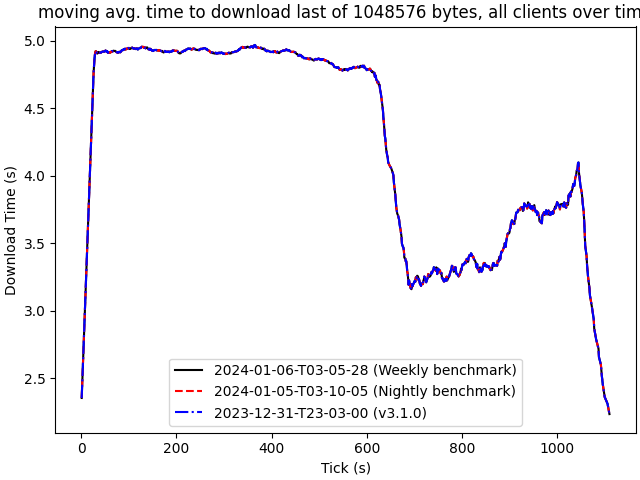 moving avg. time to download last of 1048576 bytes, all clients over tim
5.0
4.5
4.0
3.5
3.0
2.5
Download Time (s)
2024-01-06-T03-05-28 (Weekly benchmark)
2024-01-05-T03-10-05 (Nightly benchmark)
2023-12-31-T23-03-00 (v3.1.0)
0 200 400 600 800 1000
Tick (s)